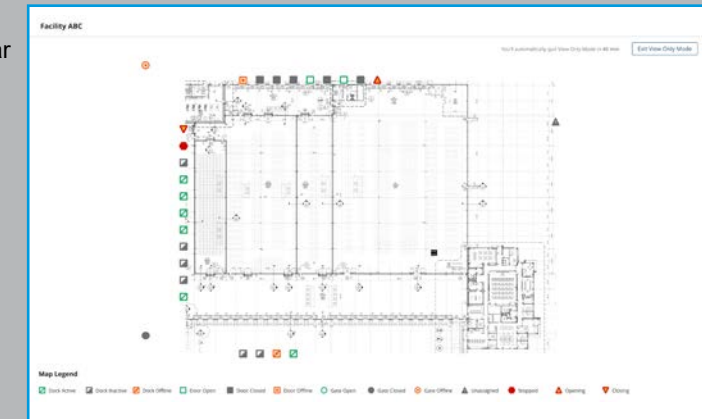 ar
Facility ABC
You'll automatically quit View Only Mode in
Exit View Only Mode
Map Legend
Dock Active Dock Inactive Dock Offline Door Open Door Closed Door Offline Gate Open Gate Closed Gate Offline Unassigned Stopped Opening Closing